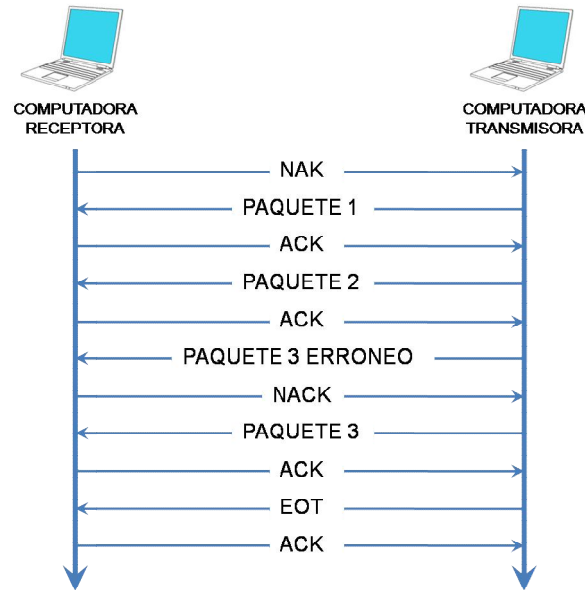 COMPUTADORA
RECEPTORA
COMPUTADORA
TRANSMISORA
NAK
PAQUETE 1
ACK
PAQUETE 2
ACK
PAQUETE 3 ERRONEO
NACK
PAQUETE 3
ACK
EOT
ACK